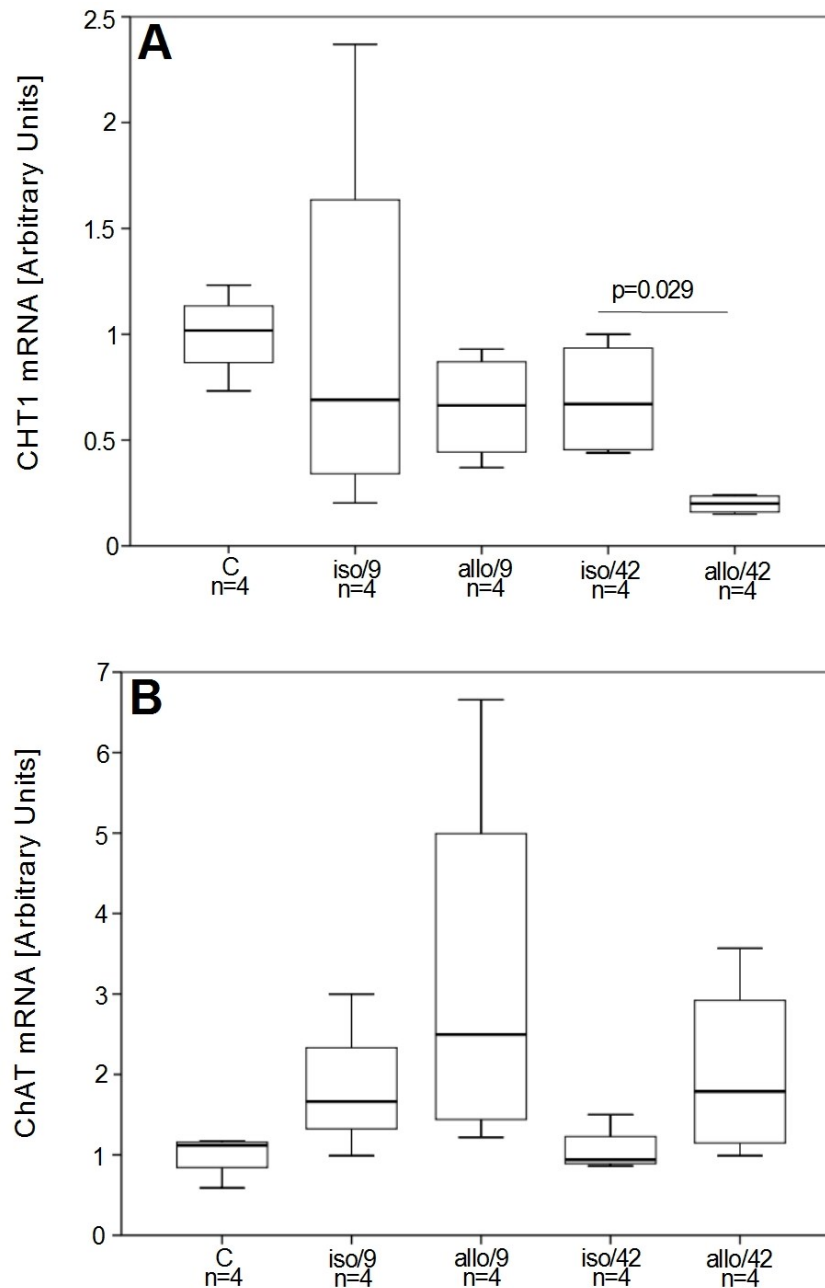 A
CHT1 mRNA [Arbitrary Units]
2.5
2
1.5
1
0.5
0
p=0.029
C
n=4
iso/9
n=4
allo/9
n=4
iso/42
n=4
allo/42
n=4
B
ChAT mRNA [Arbitrary Units]
7
6
5
4
3
2
1
0
C
n=4
iso/9
n=4
allo/9
n=4
iso/42
n=4
allo/42
n=4